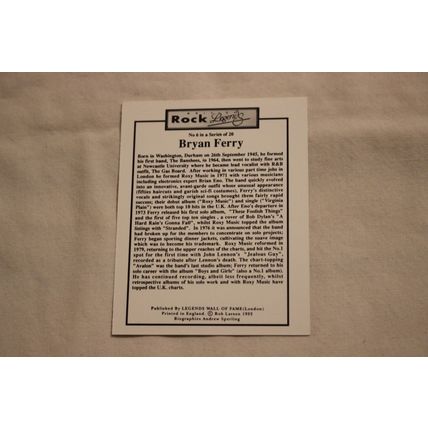 Rock Legends
No 6 in a Series of 20
Bryan Ferry
Born in Washington, Durham on 26th September 1945, he formed
his first band, The Banshees, in 1964, then went to study fine arts
at Newcastle University where he became lead vocalist with R&B
outfit, The Gas Board. After working in various part time jobs in
London he formed Roxy Music in 1971 with various musicians
including electronics expert Brian Eno. The band quickly evolved
into an innovative, avant-garde outfit whose unusual appearance
(fifties haircuts and garish sci-fi costumes), Ferry's distinctive
vocals and strikingly original songs brought them fairly rapid
success; their debut album ("Roxy Music") and single ("Virginia
Plain") were both top 10 hits in the U.K. After Eno's departure in
1973 Ferry released his first solo album, "These Foolish Things"
and the first of five top ten singles , a cover of Bob Dylan's "A
Hard Rain's Gonna Fall", whilst Roxy Music topped the album
listings with "Stranded". In 1976 it was announced that the band
had broken up for the members to concentrate on solo projects;
Ferry began sporting dinner jackets, cultivating the suave image
which was to become his trademark. Roxy Music reformed in
1979, returning to the upper reaches of the charts, and hit the No.1
spot for the first time with John Lennon's "Jealous Guy",
recorded as a tribute after Lennon's death. The chart-topping
"Avalon" was the band's last studio album; Ferry returned to his
solo career with the album "Boys and Girls" (also a No.1 album).
He has continued recording, albeit less frequently, whilst
retrospective albums of his solo work and with Roxy Music have
topped the U.K. charts.
Published By LEGENDS WALL OF FAME(London)
Printed in England. © Rob Larsen 1995
Biographies Andrew Sparling